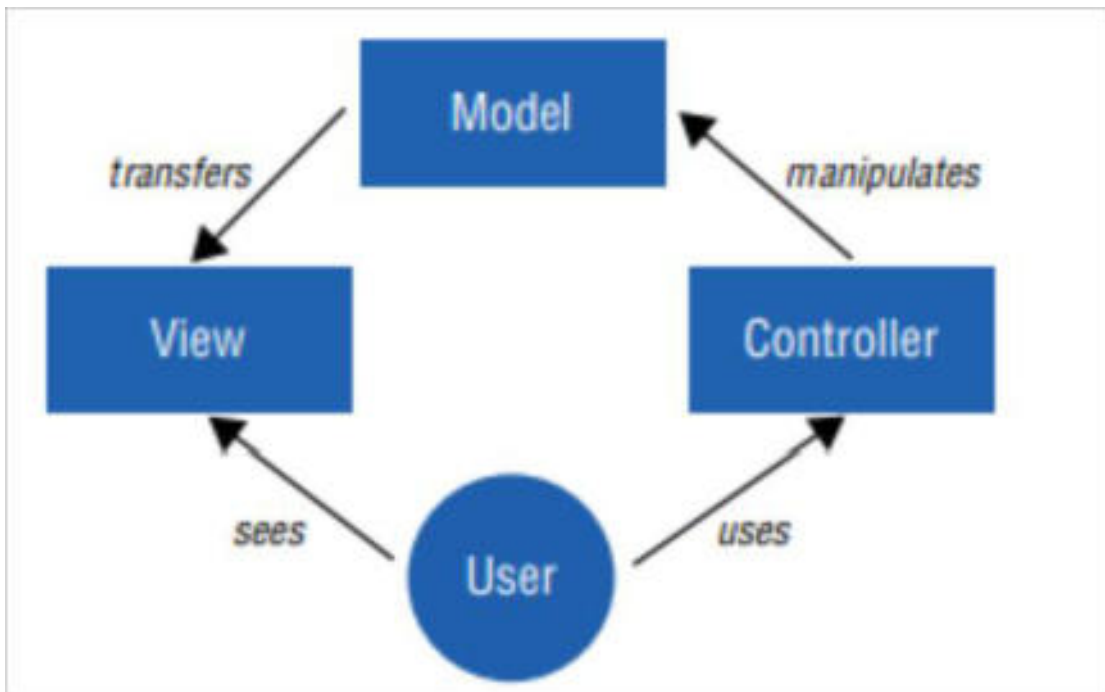 Model
transfers
manipulates
View
Controller
sees
uses
User